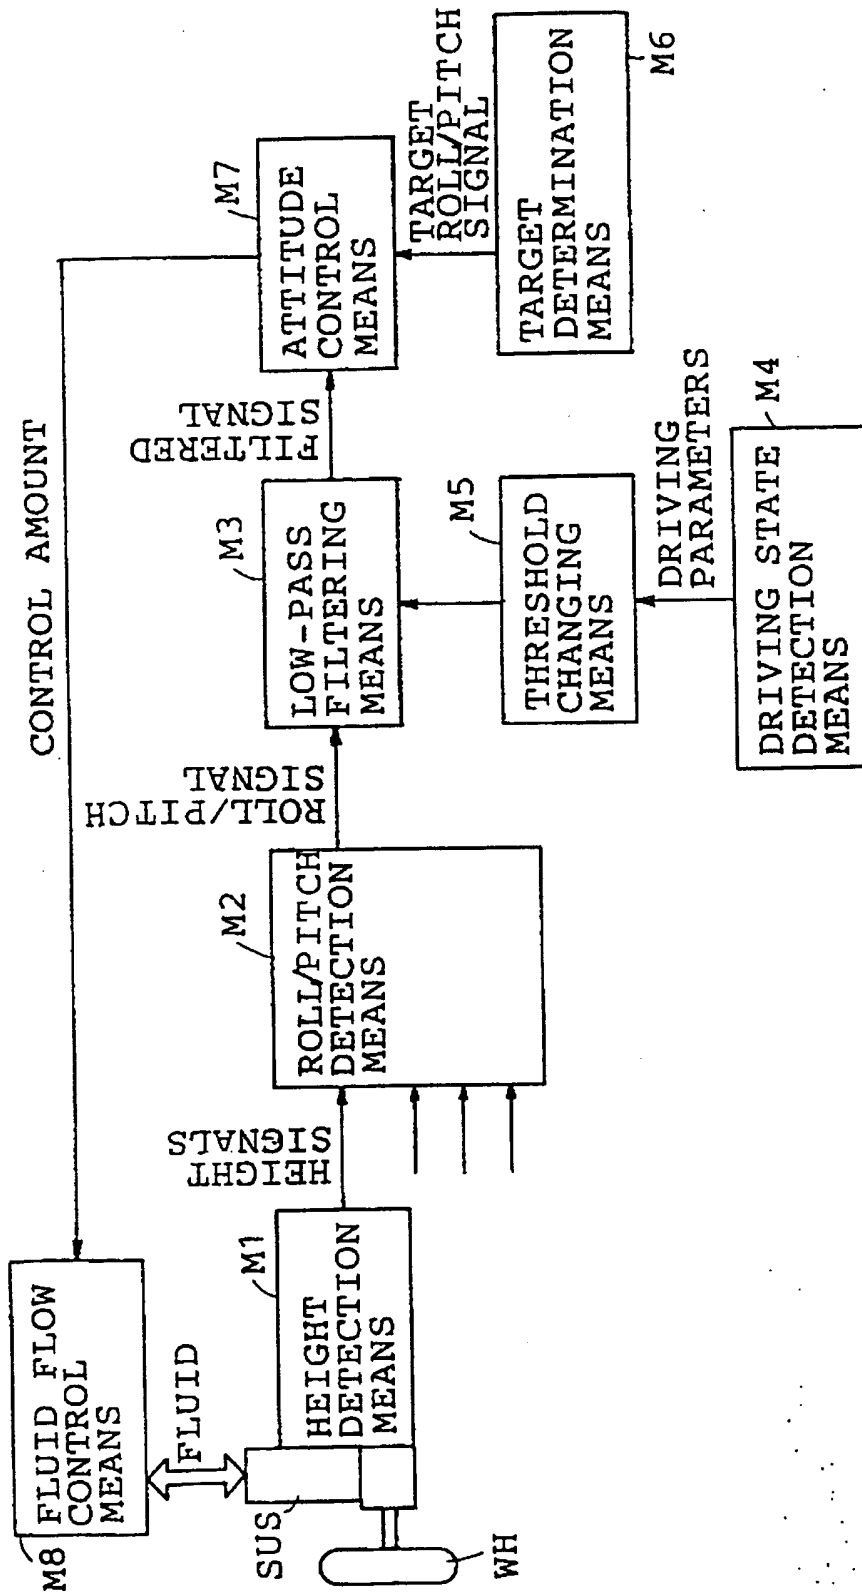 CONTROL AMOUNT
M8
FLUID FLOW
CONTROL
MEANS
FLUID
SUS
WH
M1
HEIGHT
DETECTION
MEANS
HEIGHT
SIGNALS
M2
ROLL/PITCH
DETECTION
MEANS
ROLL/PITCH
SIGNAL
M3
LOW-PASS
FILTERING
MEANS
FILTERED
SIGNAL
M7
ATTITUDE
CONTROL
MEANS
TARGET
ROLL/PITCH
SIGNAL
TARGET
DETERMINATION
MEANS
M6
M5
THRESHOLD
CHANGING
MEANS
DRIVING
PARAMETERS
M4
DRIVING STATE
DETECTION
MEANS